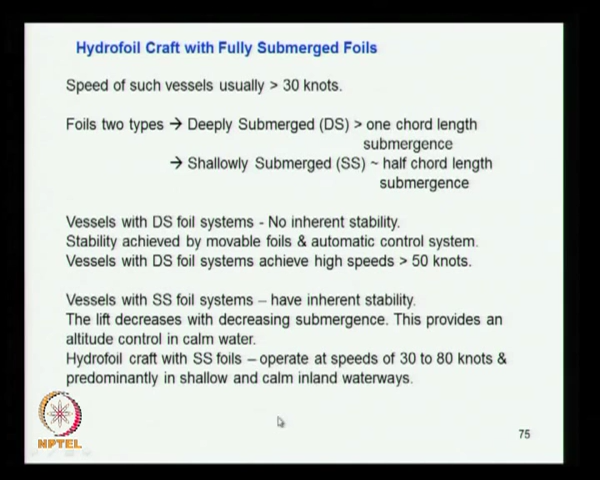 Hydrofoil Craft with Fully Submerged Foils
Speed of such vessels usually > 30 knots.
Foils two types → Deeply Submerged (DS) > one chord length
submergence
→ Shallowly Submerged (SS) ~ half chord length
submergence
Vessels with DS foil systems - No inherent stability.
Stability achieved by movable foils & automatic control system.
Vessels with DS foil systems achieve high speeds > 50 knots.
Vessels with SS foil systems – have inherent stability.
The lift decreases with decreasing submergence. This provides an
altitude control in calm water.
Hydrofoil craft with SS foils – operate at speeds of 30 to 80 knots &
predominantly in shallow and calm inland waterways.
NPTEL
75